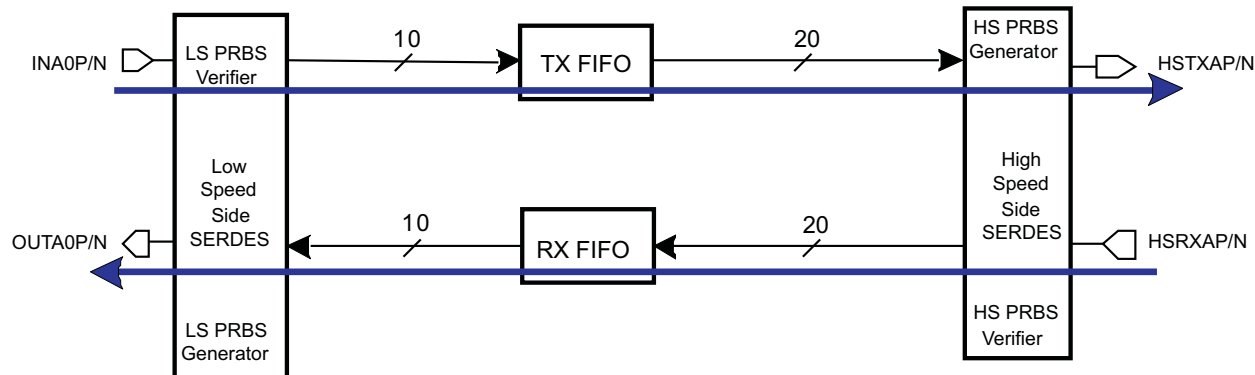 INA0P/N
LS PRBS
Verifier
10
TX FIFO
20
HS PRBS
Generator
HSTXAP/N
Low
Speed
Side
SERDES
High
Speed
Side
SERDES
OUTA0P/N
10
RX FIFO
20
HSRXAP/N
LS PRBS
Generator
HS PRBS
Verifier